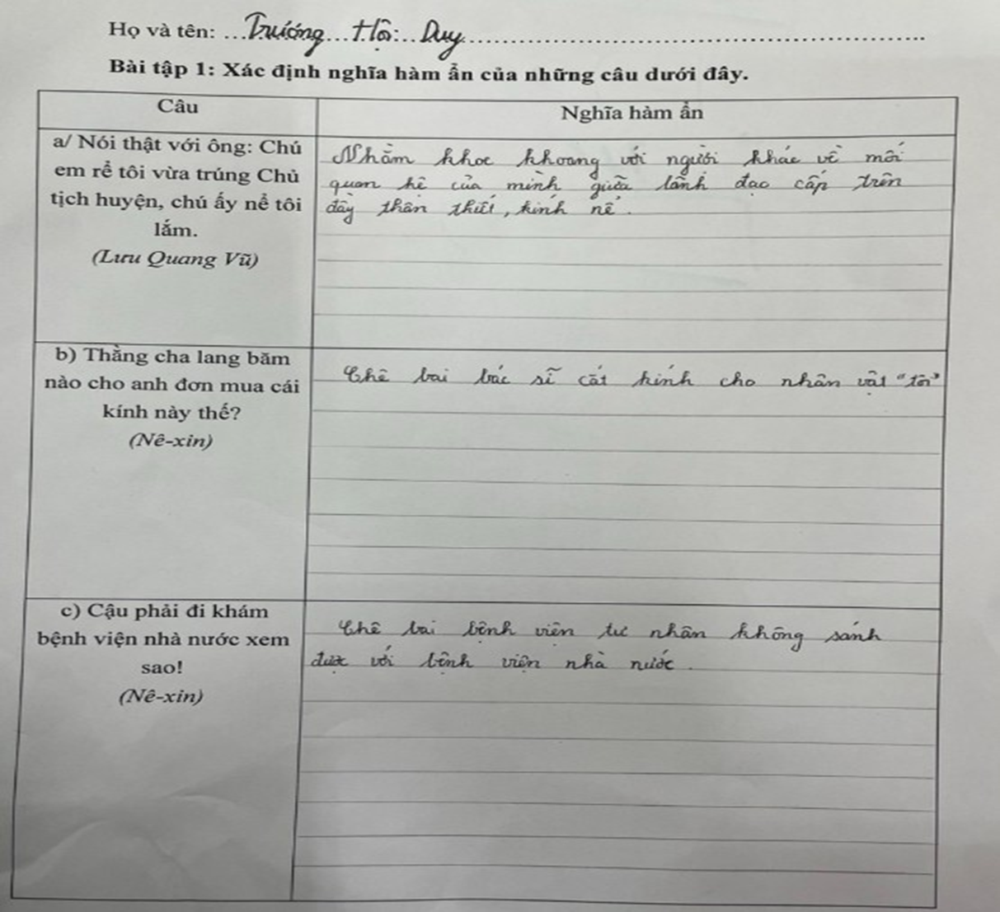 Họ và tên: ...Trương...Hội...Duy...
Bài tập 1: Xác định nghĩa hàm ẩn của những câu dưới đây.
Câu
Nghĩa hàm ẩn
a/ Nói thật với ông: Chú
em rể tôi vừa trúng Chủ
tịch huyện, chú ấy nể tôi
lắm.
(Lưu Quang Vũ)
Nhằm khoe khoang với người khác về mối
quan hệ của mình giữa lãnh đạo cấp trên
đầy thân thiết, kính nể.
b) Thằng cha lang băm
nào cho anh đơn mua cái
kính này thế?
(Nê-xin)
Chê bai bác sĩ cắt kính cho nhân vật "tôi"
c) Cậu phải đi khám
bệnh viện nhà nước xem
sao!
(Nê-xin)
Chê bai bệnh viện tư nhân không sánh
được với bệnh viện nhà nước.